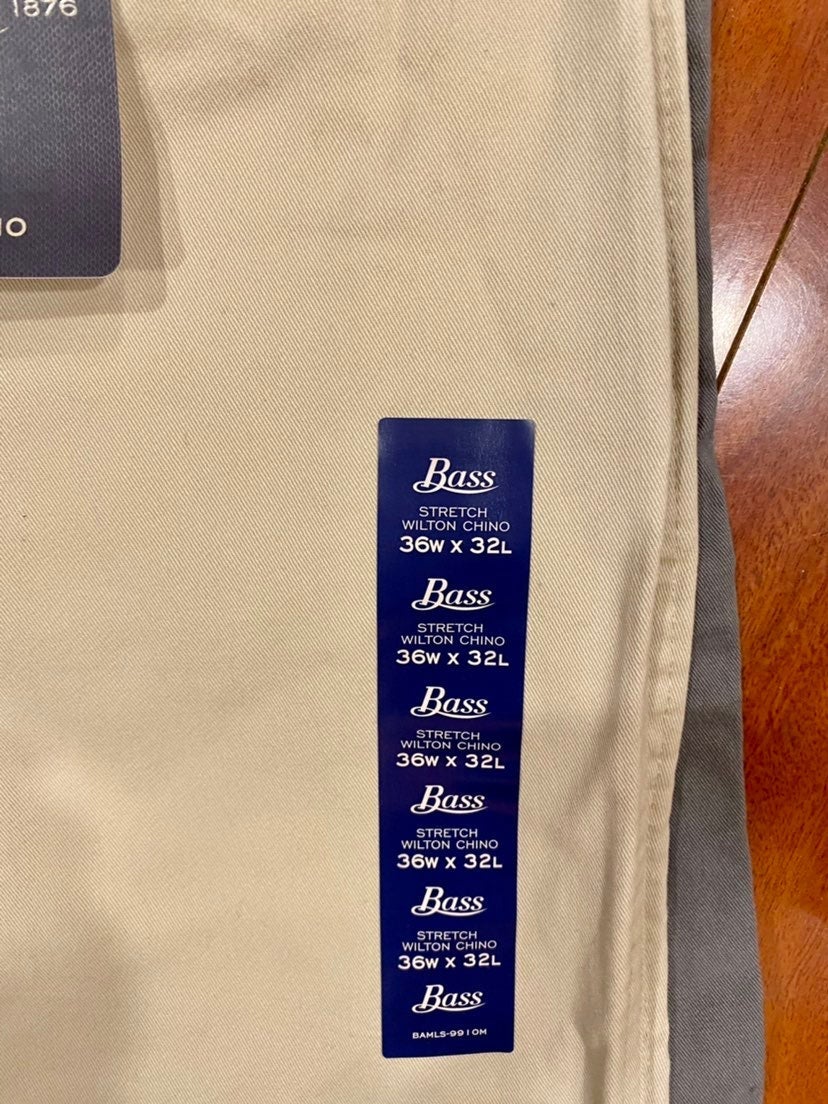 1876
Bass
STRETCH
WILTON CHINO
36W X 32L
Bass
STRETCH
WILTON CHINO
36W X 32L
Bass
STRETCH
WILTON CHINO
36W X 32L
Bass
STRETCH
WILTON CHINO
36W X 32L
Bass
STRETCH
WILTON CHINO
36W X 32L
Bass
BAMLS-9910M